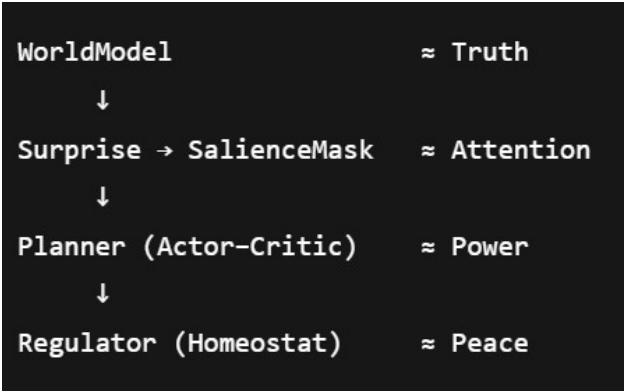 WorldModel ≈ Truth
↓
Surprise → SalienceMask ≈ Attention
↓
Planner (Actor–Critic) ≈ Power
↓
Regulator (Homeostat) ≈ Peace